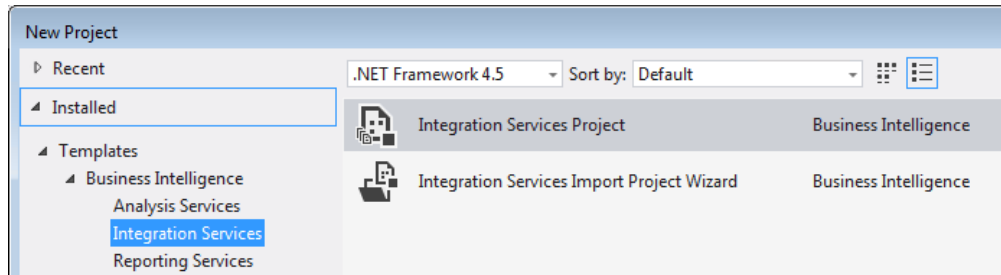 New Project
Recent
.NET Framework 4.5 Sort by: Default
Installed
Integration Services Project Business Intelligence
Templates
Business Intelligence
Integration Services Import Project Wizard Business Intelligence
Analysis Services
Integration Services
Reporting Services